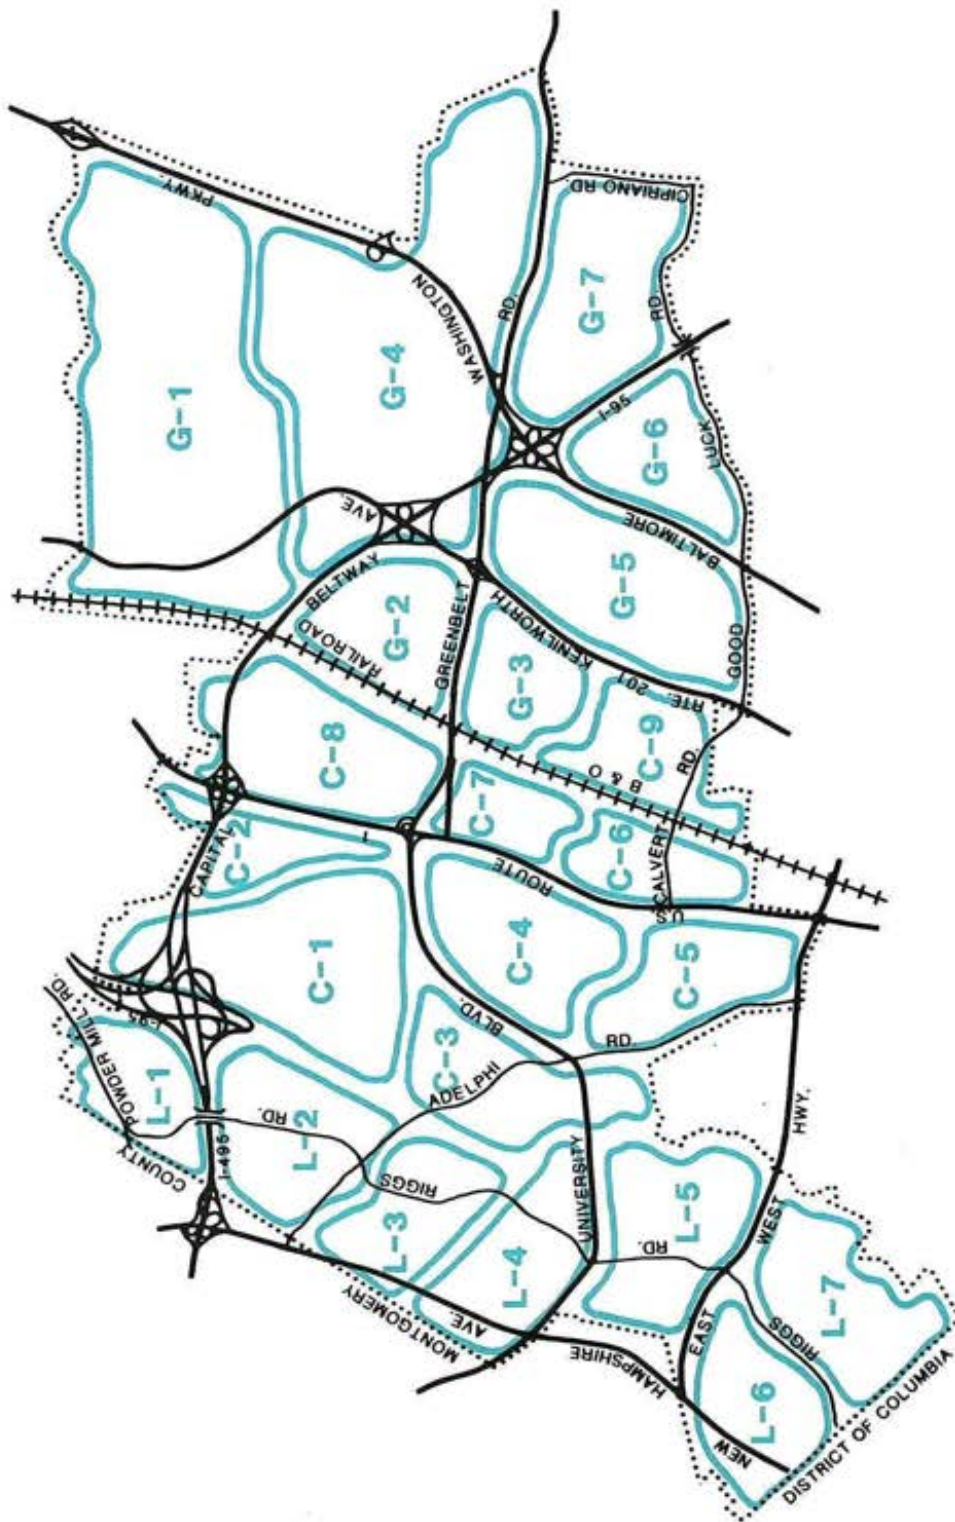 PKWY.
WASHINGTON
CIPRIANO RD.
G-1
G-4
G-7
RD.
RD.
I-95
G-6
LUCK
AVE.
BALTIMORE
G-5
BELTWAY
RAILROAD
G-2
GREENBELT
KENILWORTH
G-3
RTE. 201
GOOD
C-8
C-9
RD.
B & O
C-7
C-6
CALVERT
CAPITAL
C-2
1
ROUTE
U.S.
C-1
C-4
C-5
POWDER MILL RD.
I-95
BLVD.
C-3
ADELPHI
RD.
L-1
COUNTY
I-495
RD.
L-2
RIGGS
UNIVERSITY
HWY.
L-3
L-4
L-5
RD.
WEST
MONTGOMERY
AVE.
HAMPSHIRE
EAST
L-7
RIGGS
L-6
NEW
DISTRICT OF COLUMBIA